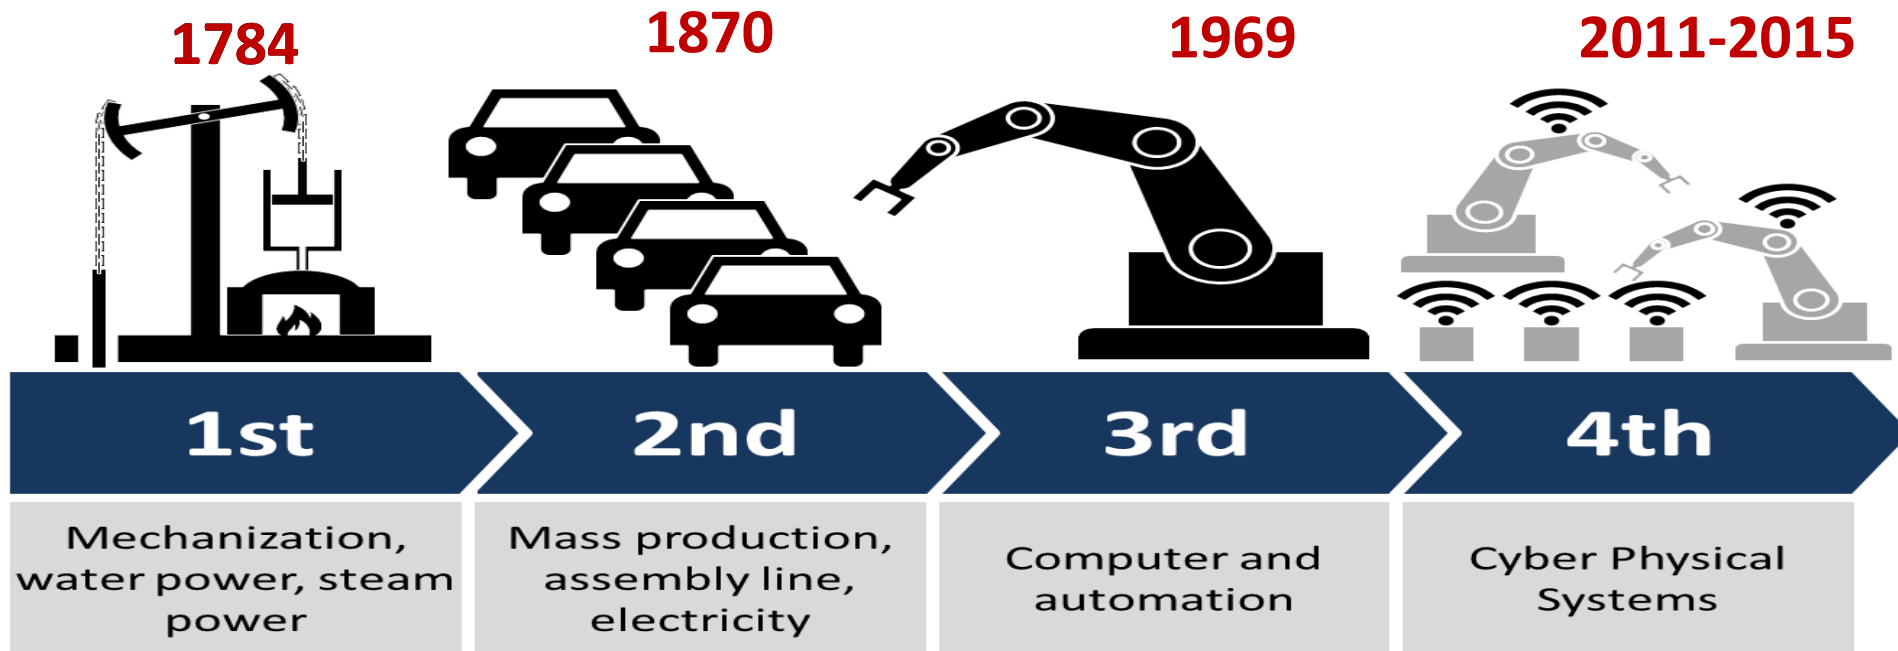 1784
1870
1969
2011-2015
1st
2nd
3rd
4th
Mechanization,
water power, steam
power
Mass production,
assembly line,
electricity
Computer and
automation
Cyber Physical
Systems